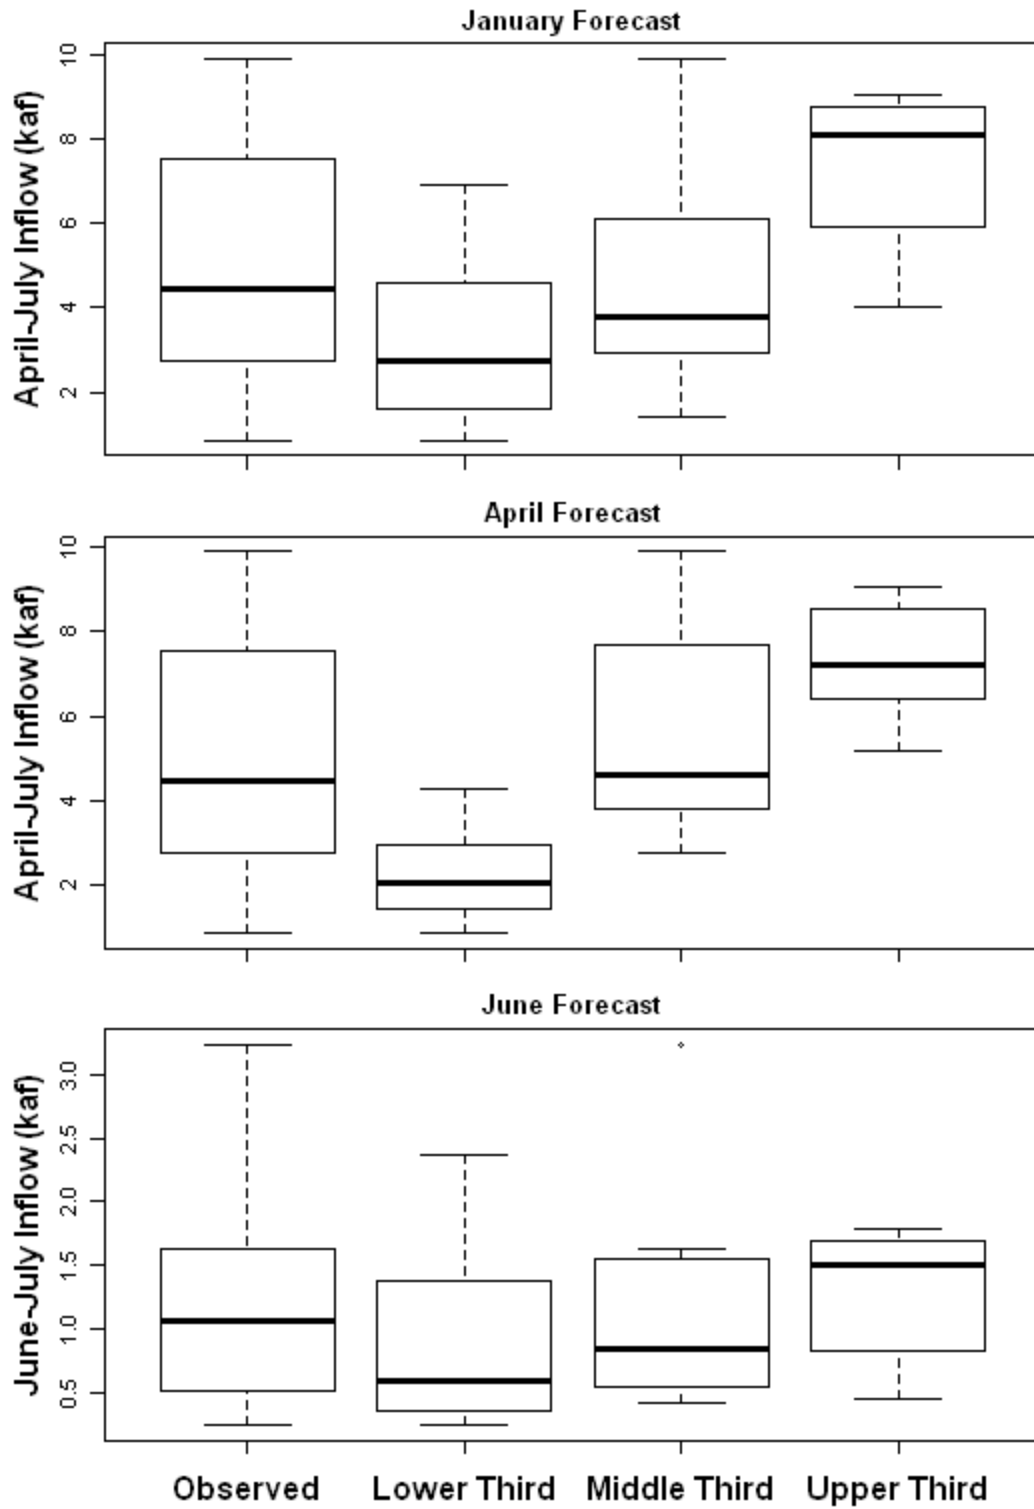 January Forecast
April-July Inflow (kaf)
10
8
6
4
2
April Forecast
April-July Inflow (kaf)
10
8
6
4
2
June Forecast
June-July Inflow (kaf)
3.0
2.5
2.0
1.5
1.0
0.5
Observed Lower Third Middle Third Upper Third